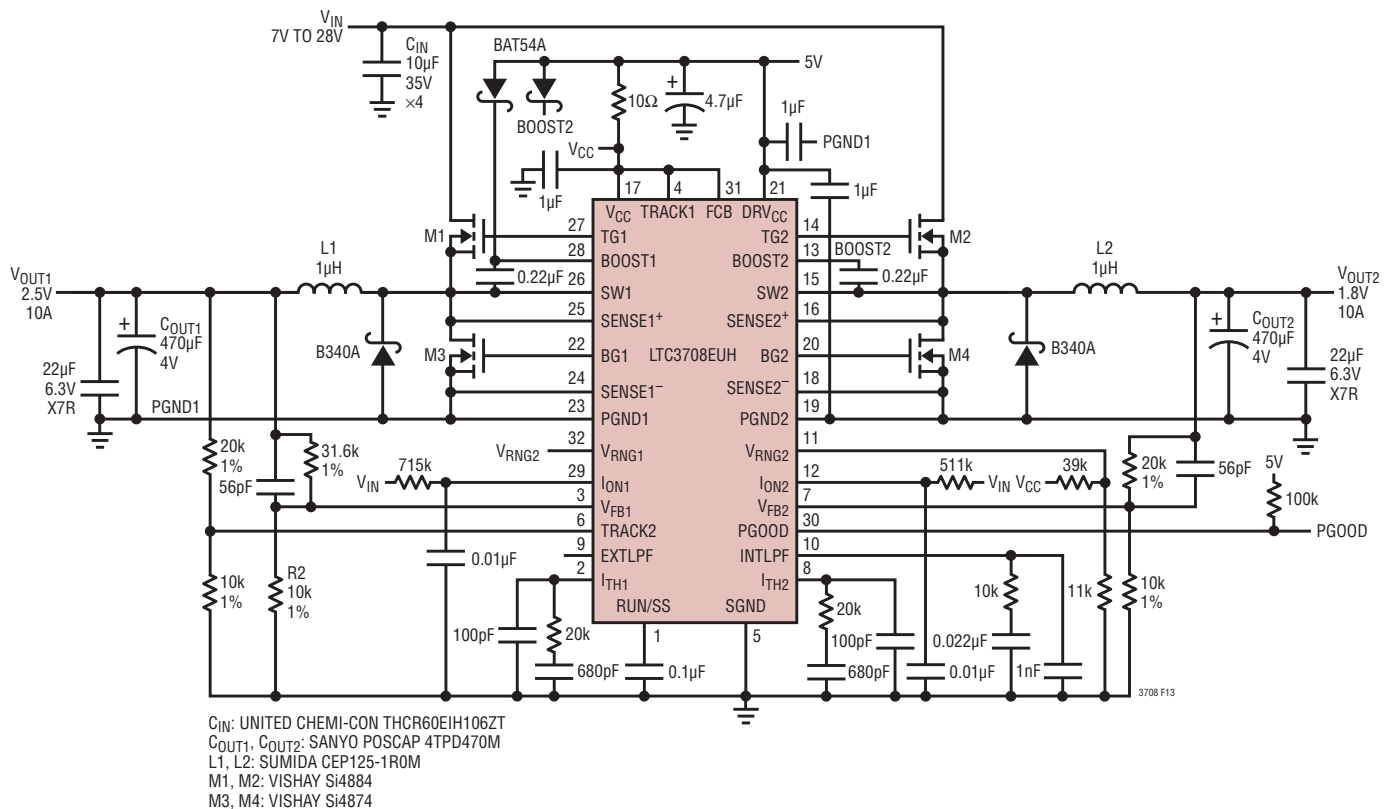 VIN
7V TO 28V
CIN
10µF
35V
×4
BAT54A
BOOST2
10Ω
+
4.7µF
5V
1µF
PGND1
VCC
1µF
1µF
17
4
31
21
VCC
TRACK1
FCB
DRVCC
M1
27
TG1
TG2
14
M2
28
BOOST1
BOOST2
13
BOOST2
0.22µF
0.22µF
L1
1µH
L2
1µH
VOUT1
2.5V
10A
26
SW1
SW2
15
VOUT2
1.8V
10A
25
SENSE1+
SENSE2+
16
+
COUT1
470µF
4V
B340A
M3
22
BG1
LTC3708EUH
BG2
20
M4
B340A
+
COUT2
470µF
4V
22µF
6.3V
X7R
22µF
6.3V
X7R
24
SENSE1−
SENSE2−
18
PGND1
23
PGND1
PGND2
19
20k
1%
31.6k
1%
56pF
VRNG2
32
VRNG1
VRNG2
11
20k
1%
56pF
5V
100k
VIN
715k
29
ION1
ION2
12
511k
VIN
VCC
39k
3
VFB1
VFB2
7
6
TRACK2
PGOOD
30
PGOOD
9
EXTLPF
INTLPF
10
0.01µF
2
ITH1
ITH2
8
10k
1%
R2
10k
1%
RUN/SS
SGND
1
5
100pF
20k
680pF
0.1µF
20k
100pF
680pF
10k
0.022µF
0.01µF
1nF
11k
10k
1%
3708 F13
CIN: UNITED CHEMI-CON THCR60EIH106ZT
COUT1, COUT2: SANYO POSCAP 4TPD470M
L1, L2: SUMIDA CEP125-1R0M
M1, M2: VISHAY Si4884
M3, M4: VISHAY Si4874